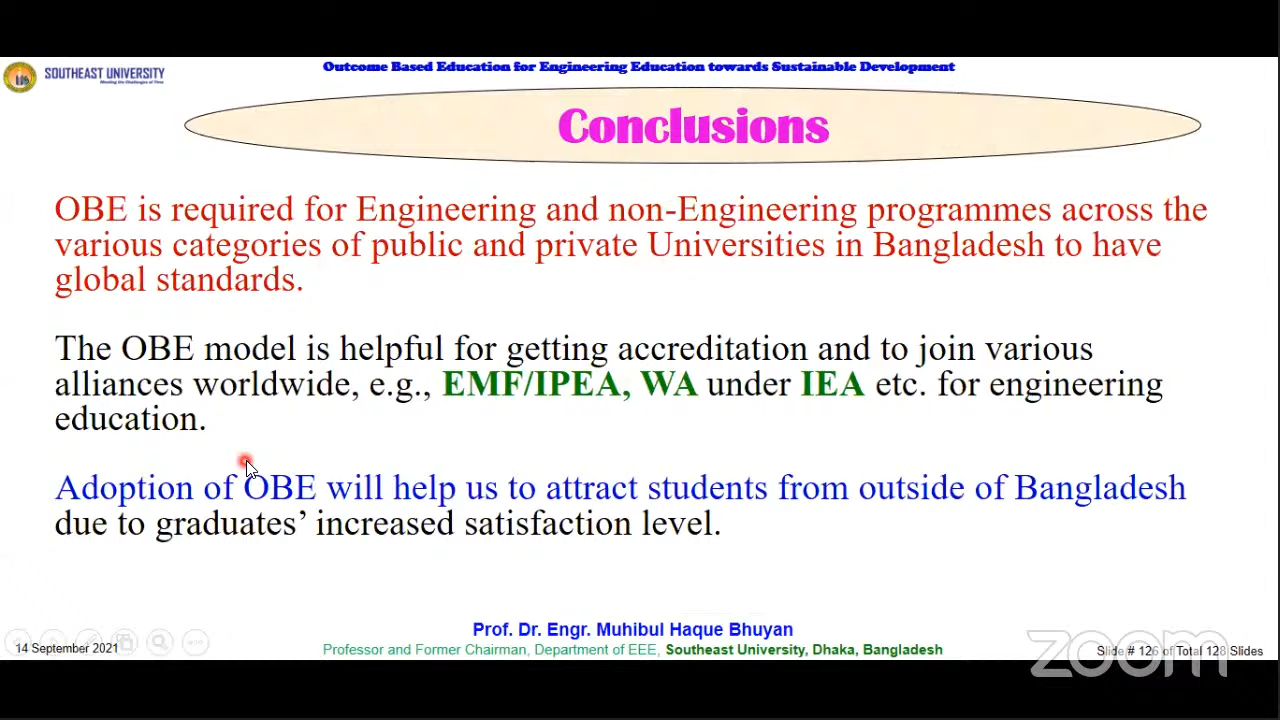 SOUTHEAST UNIVERSITY
Meeting the Challenges of Time
Outcome Based Education for Engineering Education towards Sustainable Development
Conclusions
OBE is required for Engineering and non-Engineering programmes across the
various categories of public and private Universities in Bangladesh to have
global standards.
The OBE model is helpful for getting accreditation and to join various
alliances worldwide, e.g., EMF/IPEA, WA under IEA etc. for engineering
education.
Adoption of OBE will help us to attract students from outside of Bangladesh
due to graduates’ increased satisfaction level.
Prof. Dr. Engr. Muhibul Haque Bhuyan
14 September 2021
Professor and Former Chairman, Department of EEE, Southeast University, Dhaka, Bangladesh
Slide # 126 of Total 128 Slides
zoom